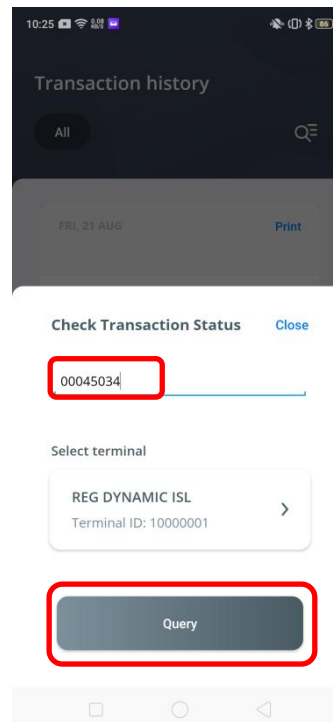 10:25
86
Transaction history
All
FRI, 21 AUG
Print
Check Transaction Status
Close
00045034
Select terminal
REG DYNAMIC ISL
Terminal ID: 10000001
Query